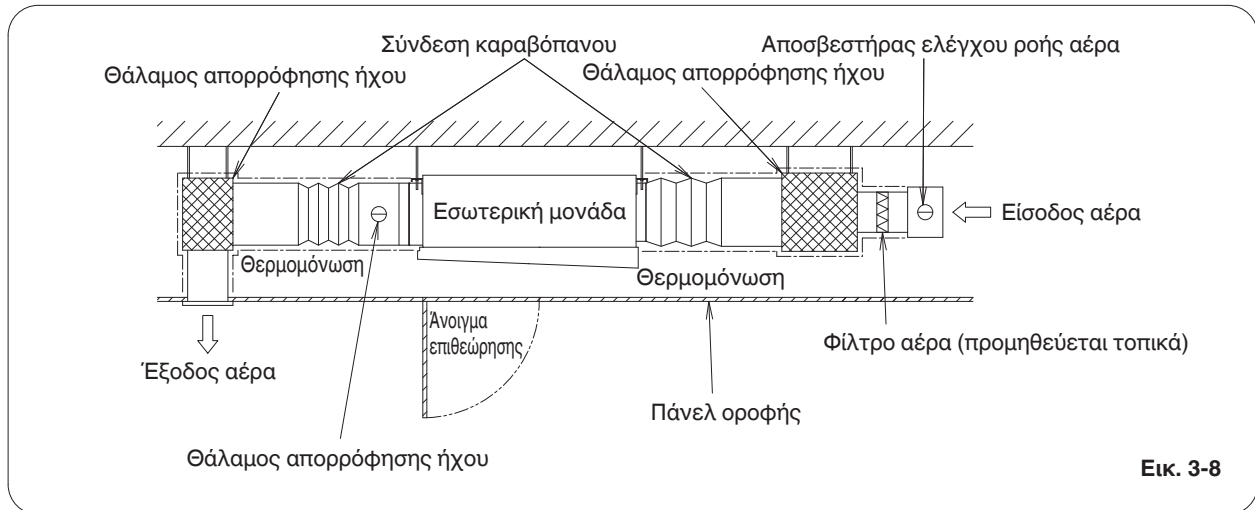 Σύνδεση καραβόπανου
Αποσβεστήρας ελέγχου ροής αέρα
Θάλαμος απορρόφησης ήχου
Θάλαμος απορρόφησης ήχου
Εσωτερική μονάδα
Είσοδος αέρα
Θερμομόνωση
Θερμομόνωση
Άνοιγμα
επιθεώρησης
Φίλτρο αέρα (προμηθεύεται τοπικά)
Έξοδος αέρα
Πάνελ οροφής
Θάλαμος απορρόφησης ήχου
Εικ. 3-8